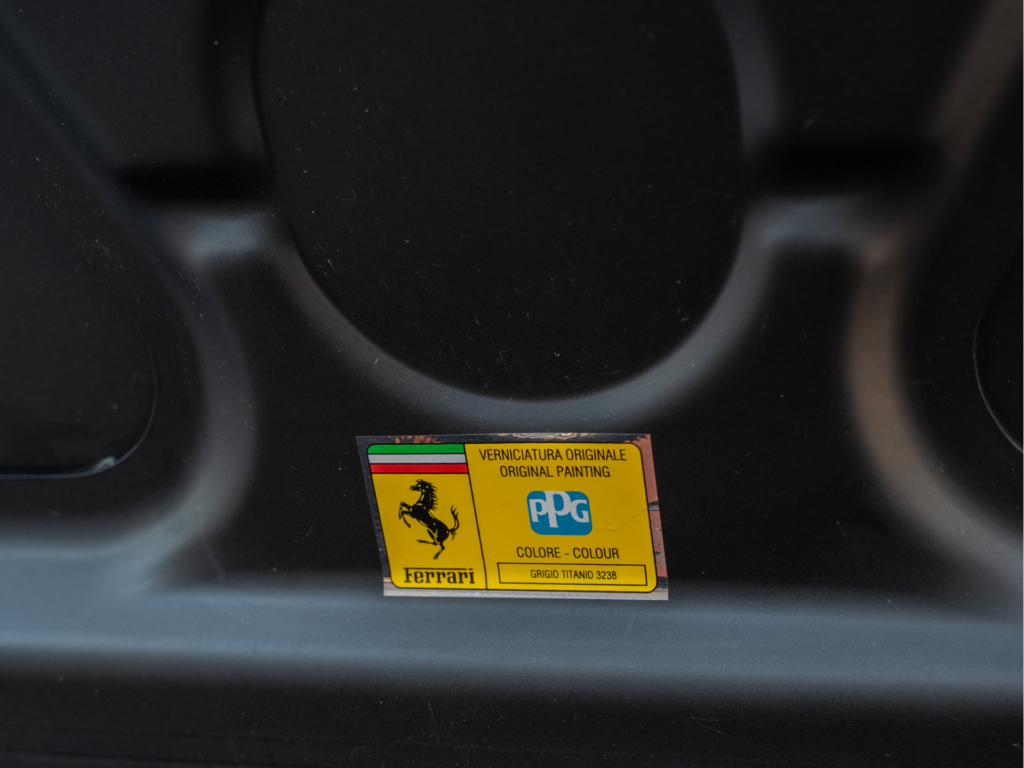 VERNICIATURA ORIGINALE
ORIGINAL PAINTING
PPG
COLORE - COLOUR
GRIGIO TITANIO 3238
Ferrari